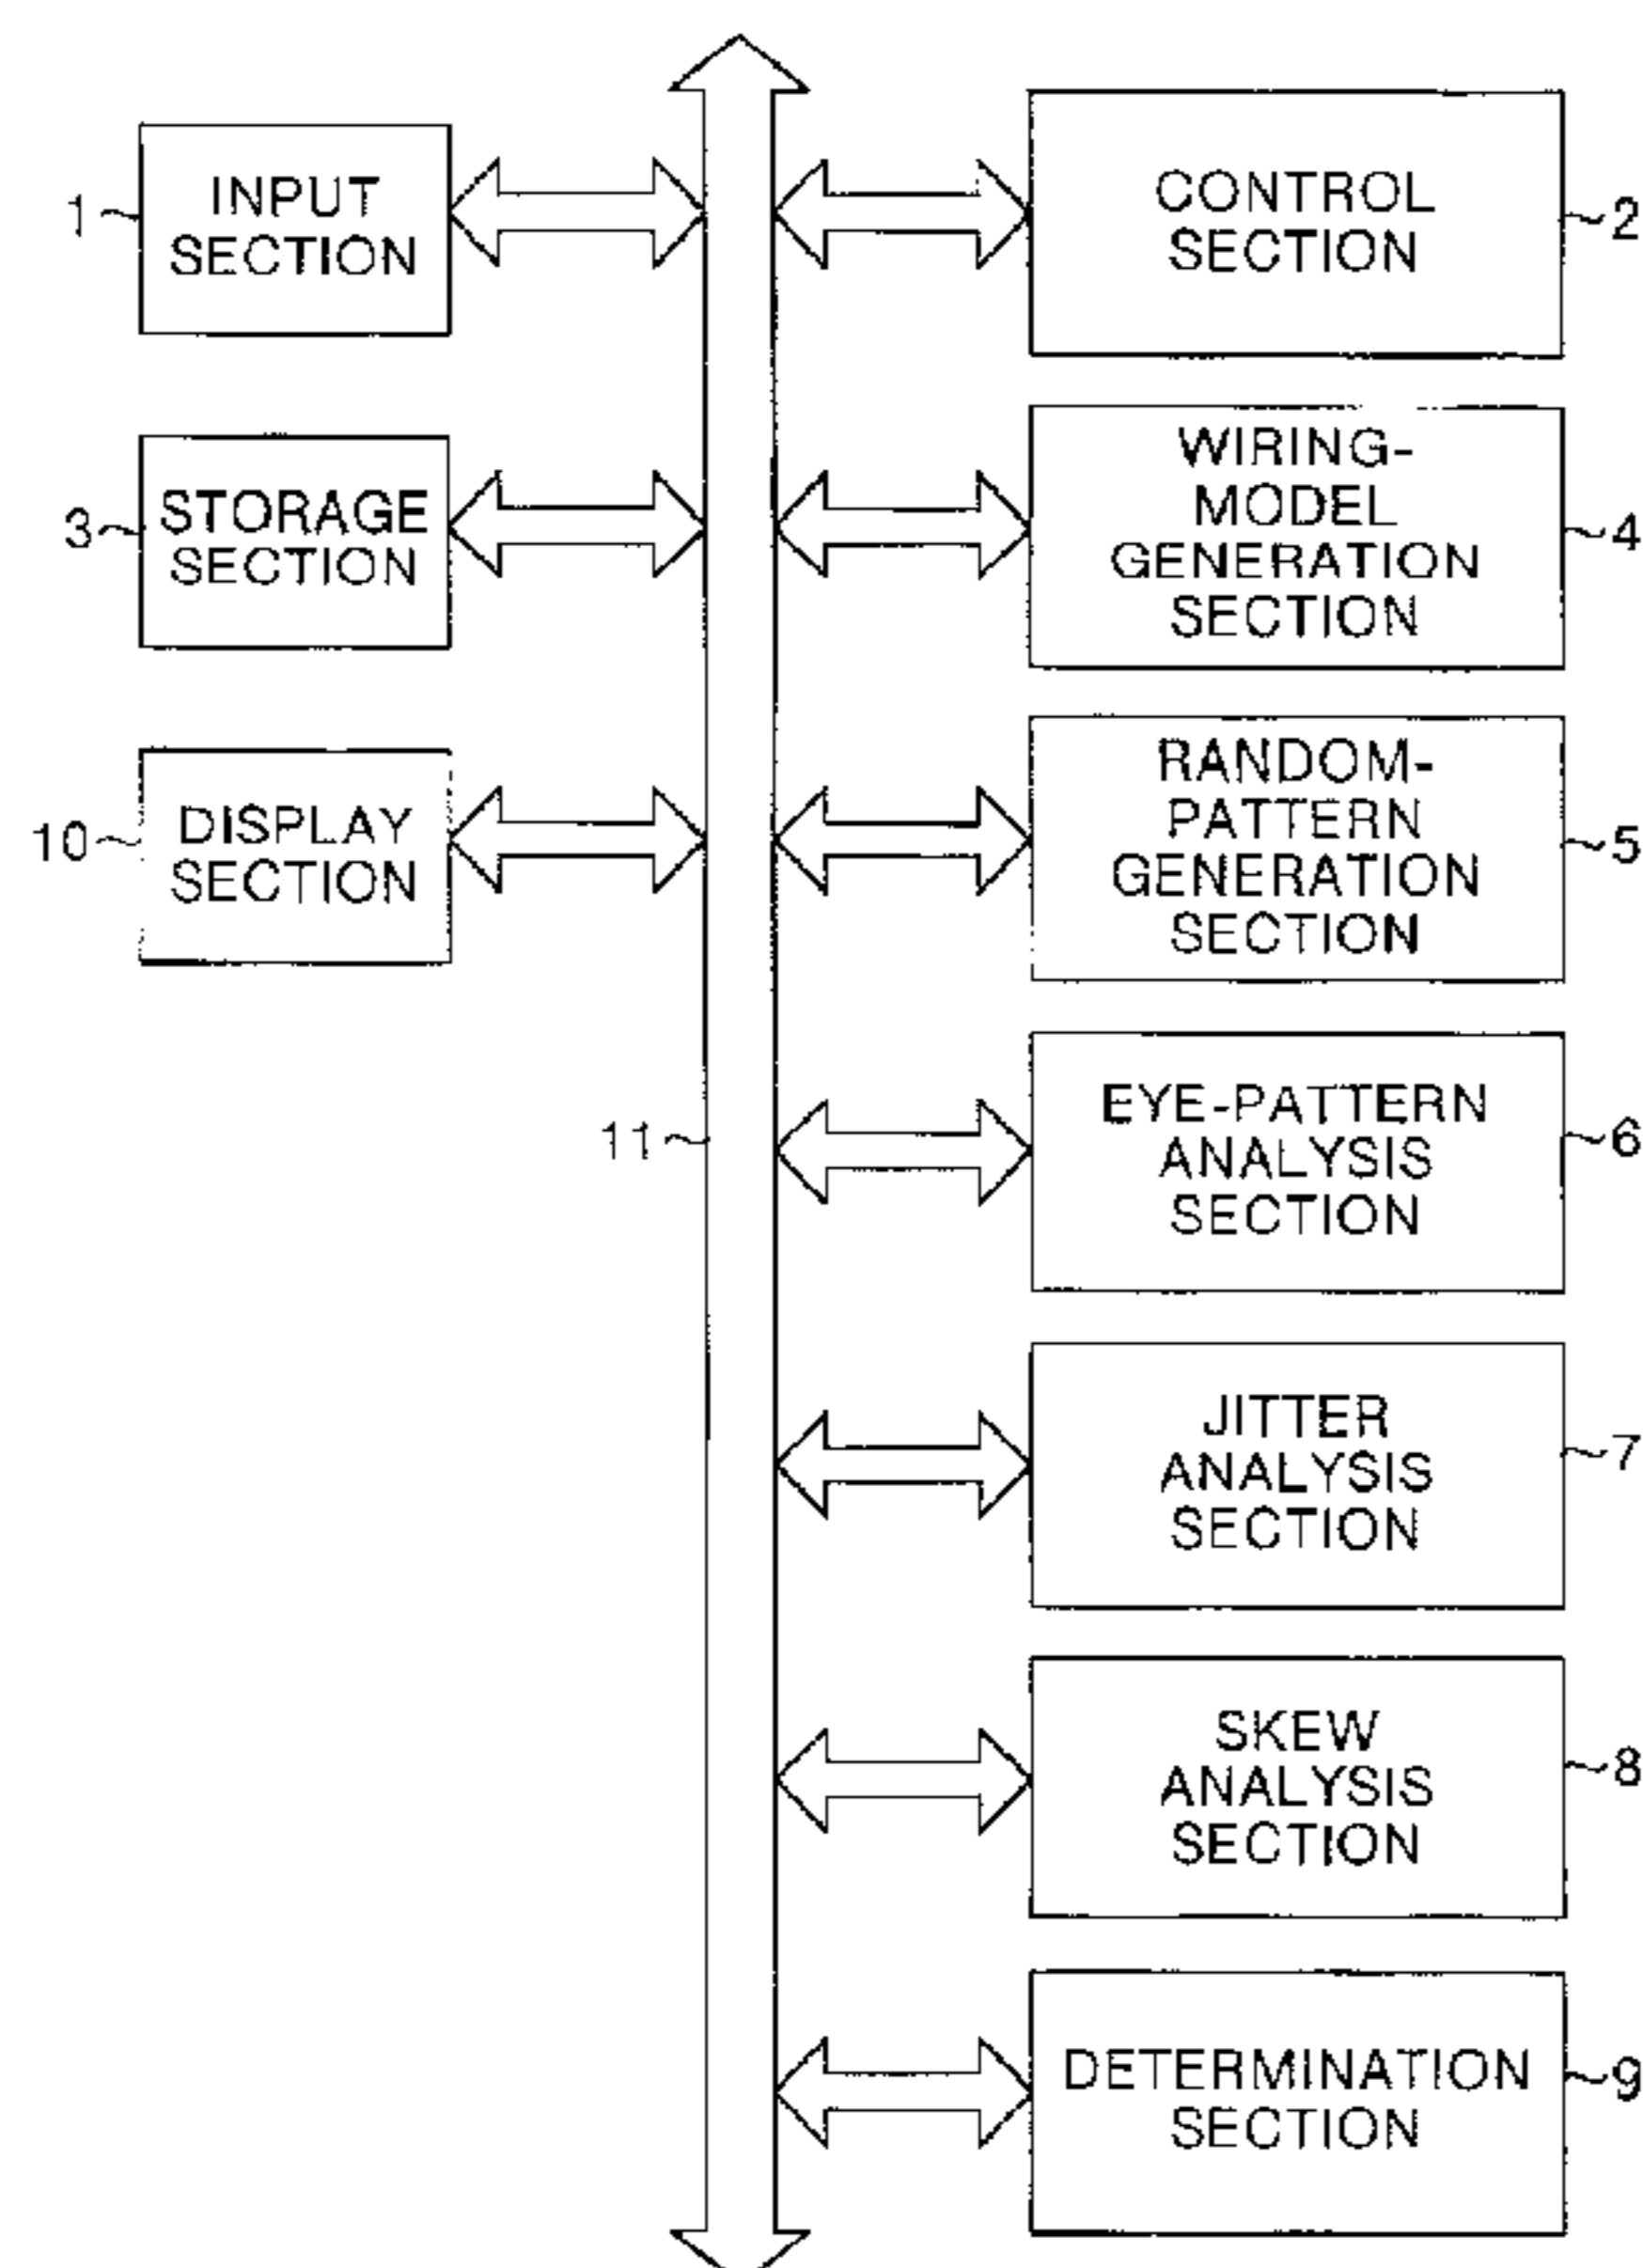 1
INPUT
SECTION
CONTROL
SECTION
2
3
STORAGE
SECTION
WIRING-
MODEL
GENERATION
SECTION
4
10
DISPLAY
SECTION
RANDOM-
PATTERN
GENERATION
SECTION
5
11
EYE-PATTERN
ANALYSIS
SECTION
6
JITTER
ANALYSIS
SECTION
7
SKEW
ANALYSIS
SECTION
8
DETERMINATION
SECTION
9